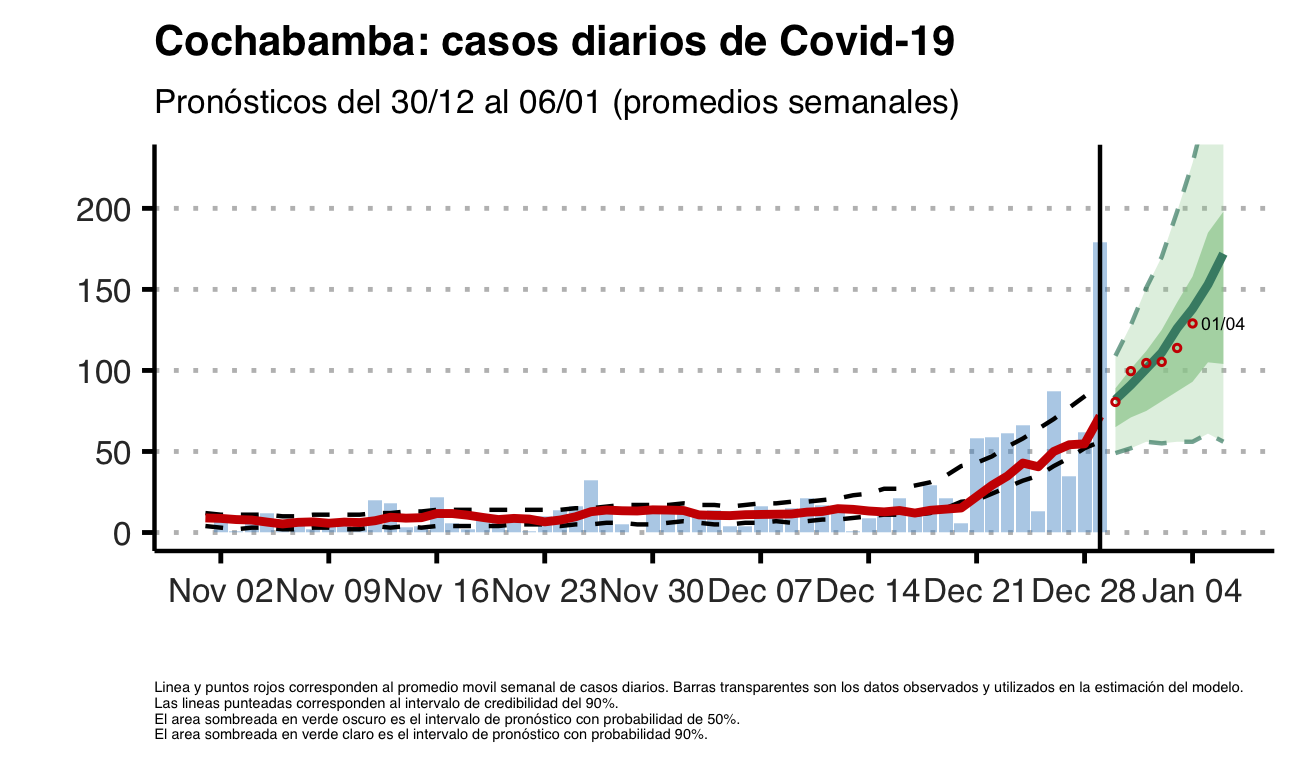 Cochabamba: casos diarios de Covid-19
Pronósticos del 30/12 al 06/01 (promedios semanales)
200
150
100
50
0
01/04
Nov 02 Nov 09 Nov 16 Nov 23 Nov 30 Dec 07 Dec 14 Dec 21 Dec 28 Jan 04
Linea y puntos rojos corresponden al promedio movil semanal de casos diarios. Barras transparentes son los datos observados y utilizados en la estimación del modelo.
Las lineas punteadas corresponden al intervalo de credibilidad del 90%.
El area sombreada en verde oscuro es el intervalo de pronóstico con probabilidad de 50%.
El area sombreada en verde claro es el intervalo de pronóstico con probabilidad 90%.